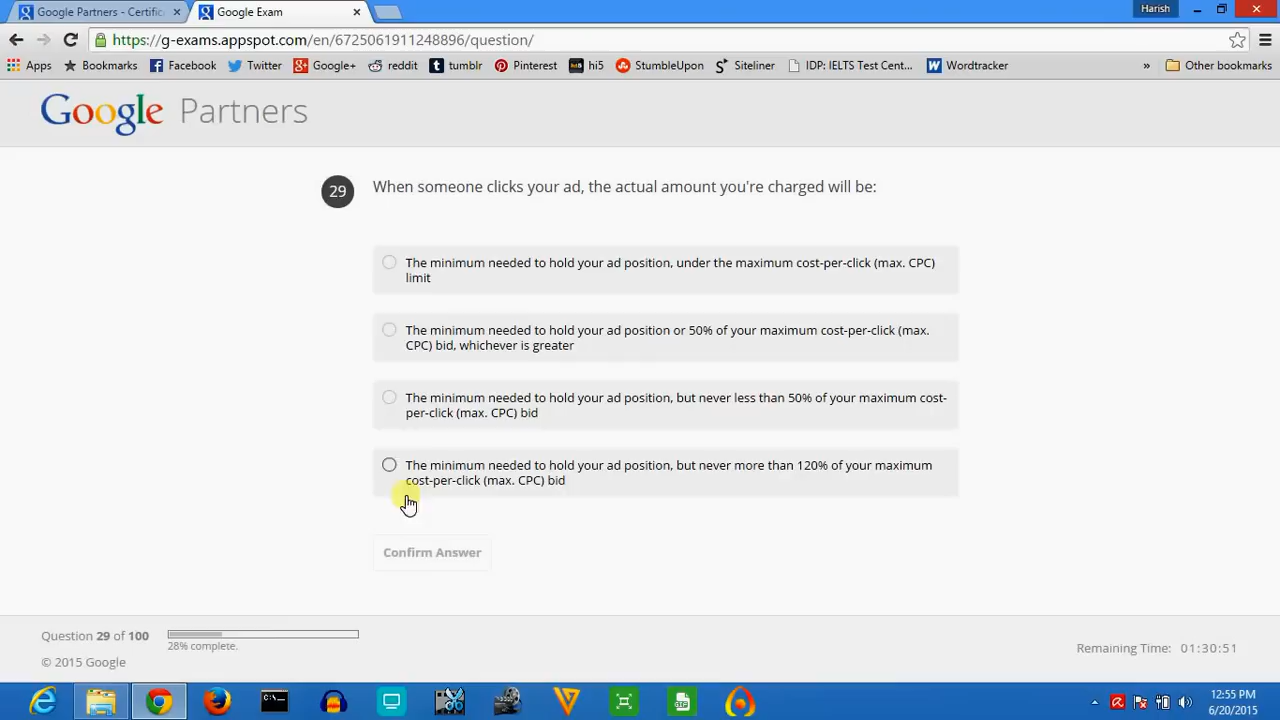 Google Partners - Certific
Google Exam
Harish
https://g-exams.appspot.com/en/6725061911248896/question/
Apps
Bookmarks
Facebook
Twitter
Google+
reddit
tumblr
Pinterest
hi5
StumbleUpon
Siteliner
IDP: IELTS Test Cent...
Wordtracker
»
Other bookmarks
Google Partners
29
When someone clicks your ad, the actual amount you're charged will be:
The minimum needed to hold your ad position, under the maximum cost-per-click (max. CPC)
limit
The minimum needed to hold your ad position or 50% of your maximum cost-per-click (max.
CPC) bid, whichever is greater
The minimum needed to hold your ad position, but never less than 50% of your maximum cost-
per-click (max. CPC) bid
The minimum needed to hold your ad position, but never more than 120% of your maximum
cost-per-click (max. CPC) bid
Confirm Answer
Question 29 of 100
28% complete.
Remaining Time: 01:30:51
© 2015 Google
12:55 PM
6/20/2015